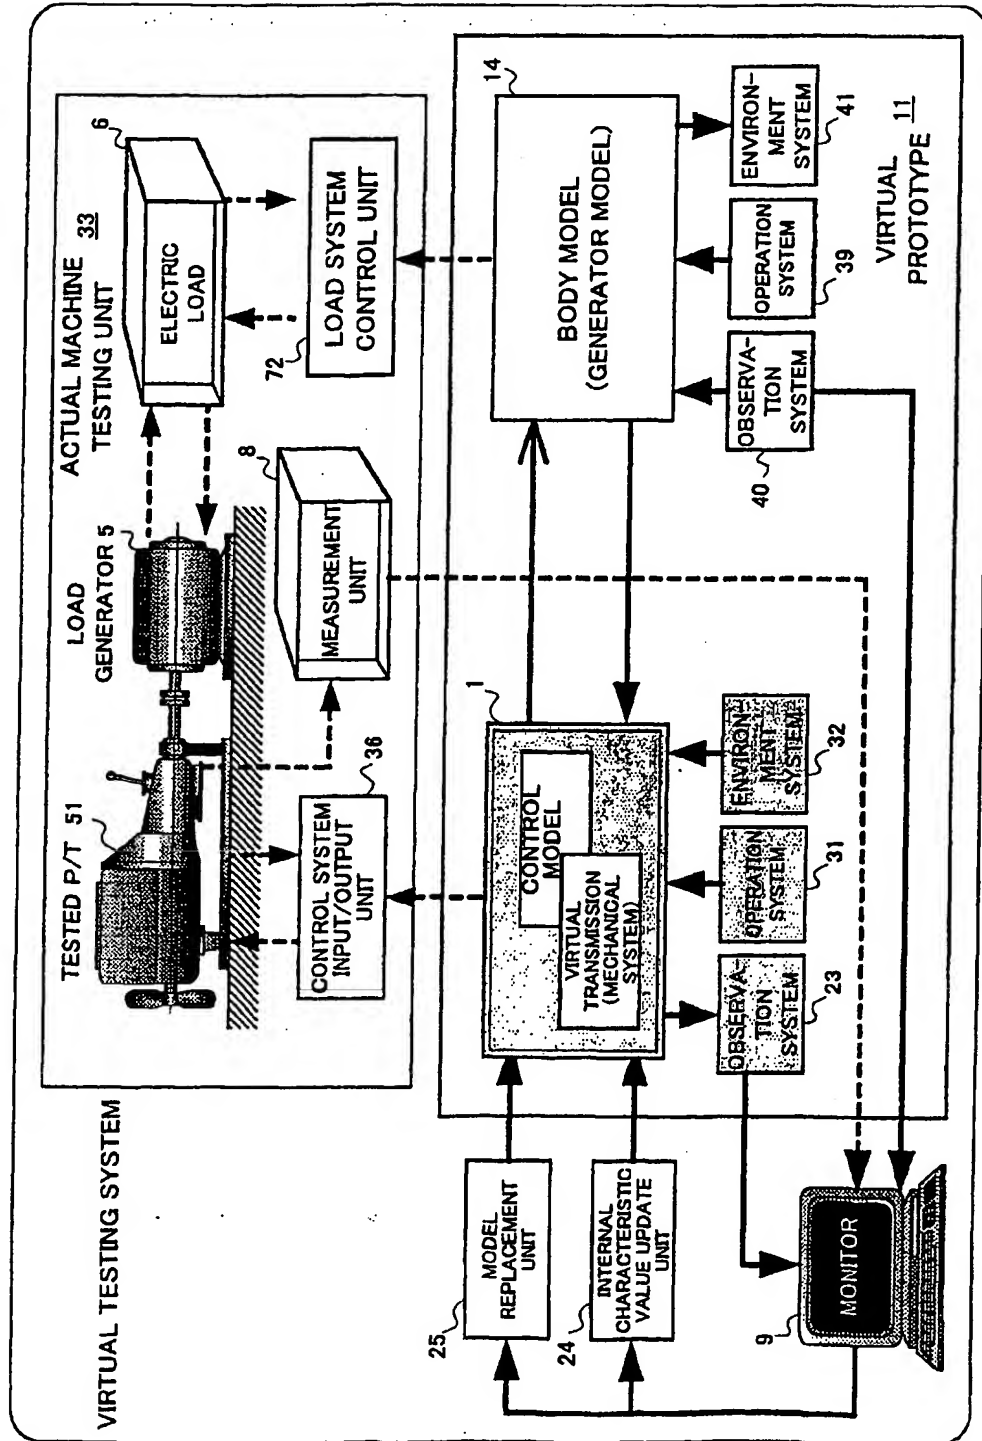 VIRTUAL TESTING SYSTEM
TESTED P/T 51
LOAD
GENERATOR 5
ACTUAL MACHINE 33
TESTING UNIT
6
ELECTRIC
LOAD
36
CONTROL SYSTEM
INPUT/OUTPUT
UNIT
8
MEASUREMENT
UNIT
72
LOAD SYSTEM
CONTROL UNIT
25
MODEL
REPLACEMENT
UNIT
24
INTERNAL
CHARACTERISTIC
VALUE UPDATE
UNIT
1
CONTROL
MODEL
VIRTUAL
TRANSMISSION
(MECHANICAL
SYSTEM)
14
BODY MODEL
(GENERATOR MODEL)
OBSERVA-
TION
SYSTEM
23
OPERATION
SYSTEM
31
ENVIRON-
MENT
SYSTEM
32
OBSERVA-
TION
SYSTEM
40
OPERATION
SYSTEM
39
ENVIRON-
MENT
SYSTEM
41
VIRTUAL
PROTOTYPE 11
9
MONITOR